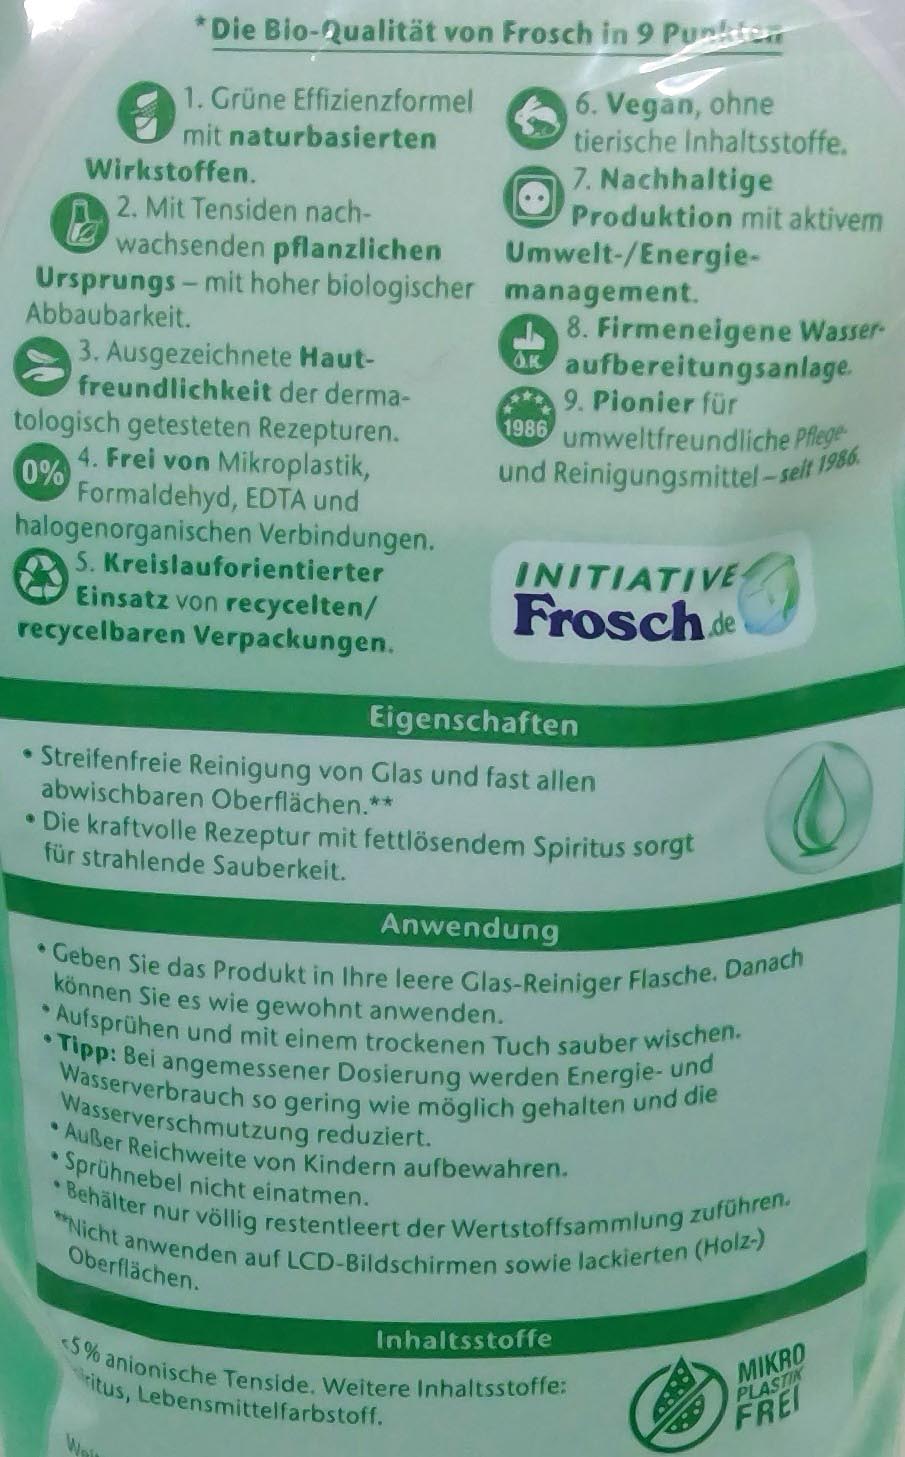 *Die Bio-Qualität von Frosch in 9 Punkten
1. Grüne Effizienzformel
mit naturbasierten
Wirkstoffen.
2. Mit Tensiden nach-
wachsenden pflanzlichen
Ursprungs – mit hoher biologischer
Abbaubarkeit.
3. Ausgezeichnete Haut-
freundlichkeit der derma-
tologisch getesteten Rezepturen.
0%
4. Frei von Mikroplastik,
Formaldehyd, EDTA und
halogenorganischen Verbindungen.
5. Kreislauforientierter
Einsatz von recycelten/
recycelbaren Verpackungen.
6. Vegan, ohne
tierische Inhaltsstoffe.
7. Nachhaltige
Produktion mit aktivem
Umwelt-/Energie-
management.
8. Firmeneigene Wasser-
O.K
aufbereitungsanlage.
9. Pionier für
1986
umweltfreundliche Pflege-
und Reinigungsmittel – seit 1986.
INITIATIVE
Frosch.de
Eigenschaften
• Streifenfreie Reinigung von Glas und fast allen
abwischbaren Oberflächen.**
• Die kraftvolle Rezeptur mit fettlösendem Spiritus sorgt
für strahlende Sauberkeit.
Anwendung
• Geben Sie das Produkt in Ihre leere Glas-Reiniger Flasche. Danach
können Sie es wie gewohnt anwenden.
• Aufsprühen und mit einem trockenen Tuch sauber wischen.
• Tipp: Bei angemessener Dosierung werden Energie- und
Wasserverbrauch so gering wie möglich gehalten und die
Wasserverschmutzung reduziert.
• Außer Reichweite von Kindern aufbewahren.
• Sprühnebel nicht einatmen.
• Behälter nur völlig restentleert der Wertstoffsammlung zuführen.
**Nicht anwenden auf LCD-Bildschirmen sowie lackierten (Holz-)
Oberflächen.
Inhaltsstoffe
<5% anionische Tenside. Weitere Inhaltsstoffe:
ritus, Lebensmittelfarbstoff.
MIKRO
PLASTIK
FREI